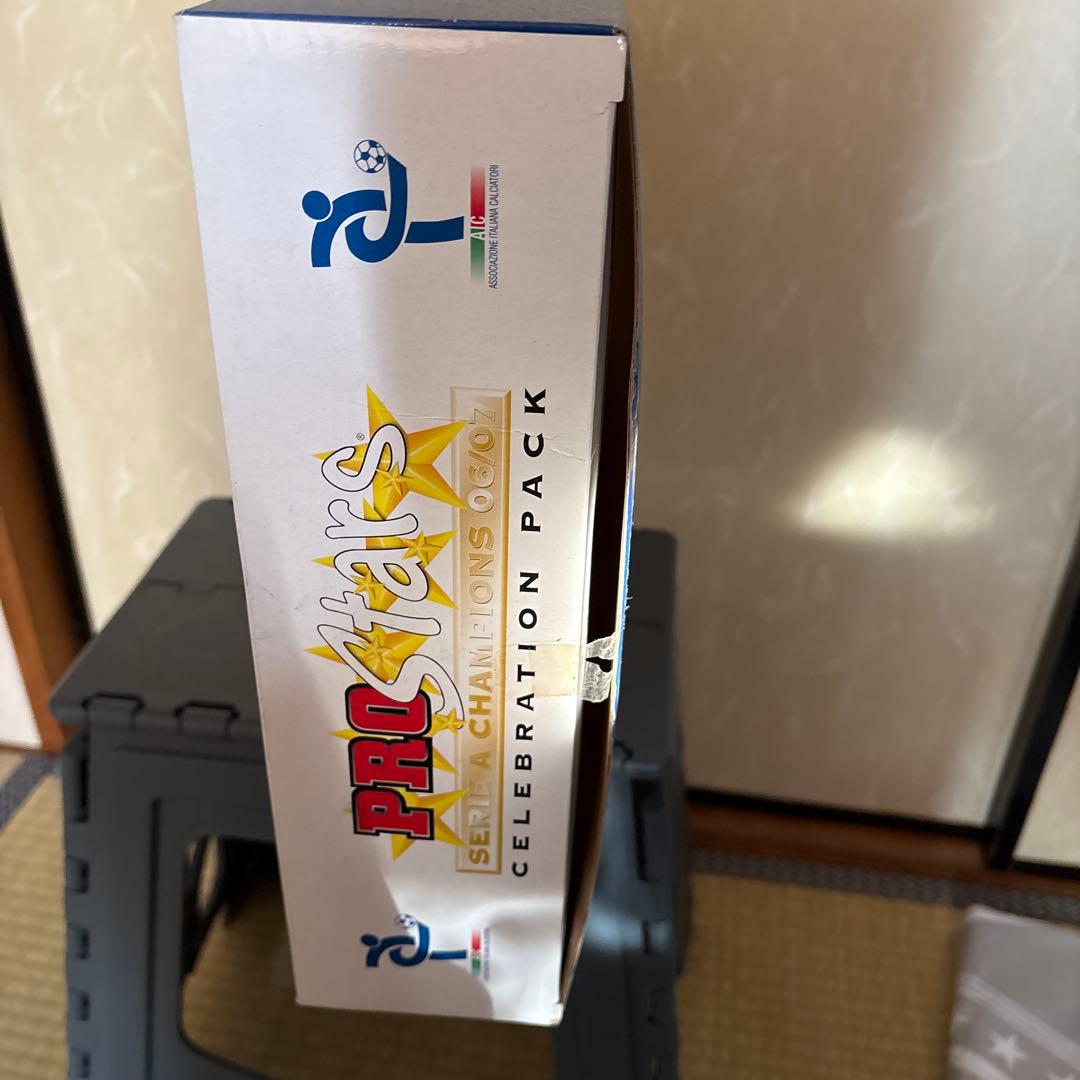 AIC
ASSOCIAZIONE ITALIANA CALCIATORI
PRO Stars®
SERIE A CHAMPIONS 06/07
CELEBRATION PACK